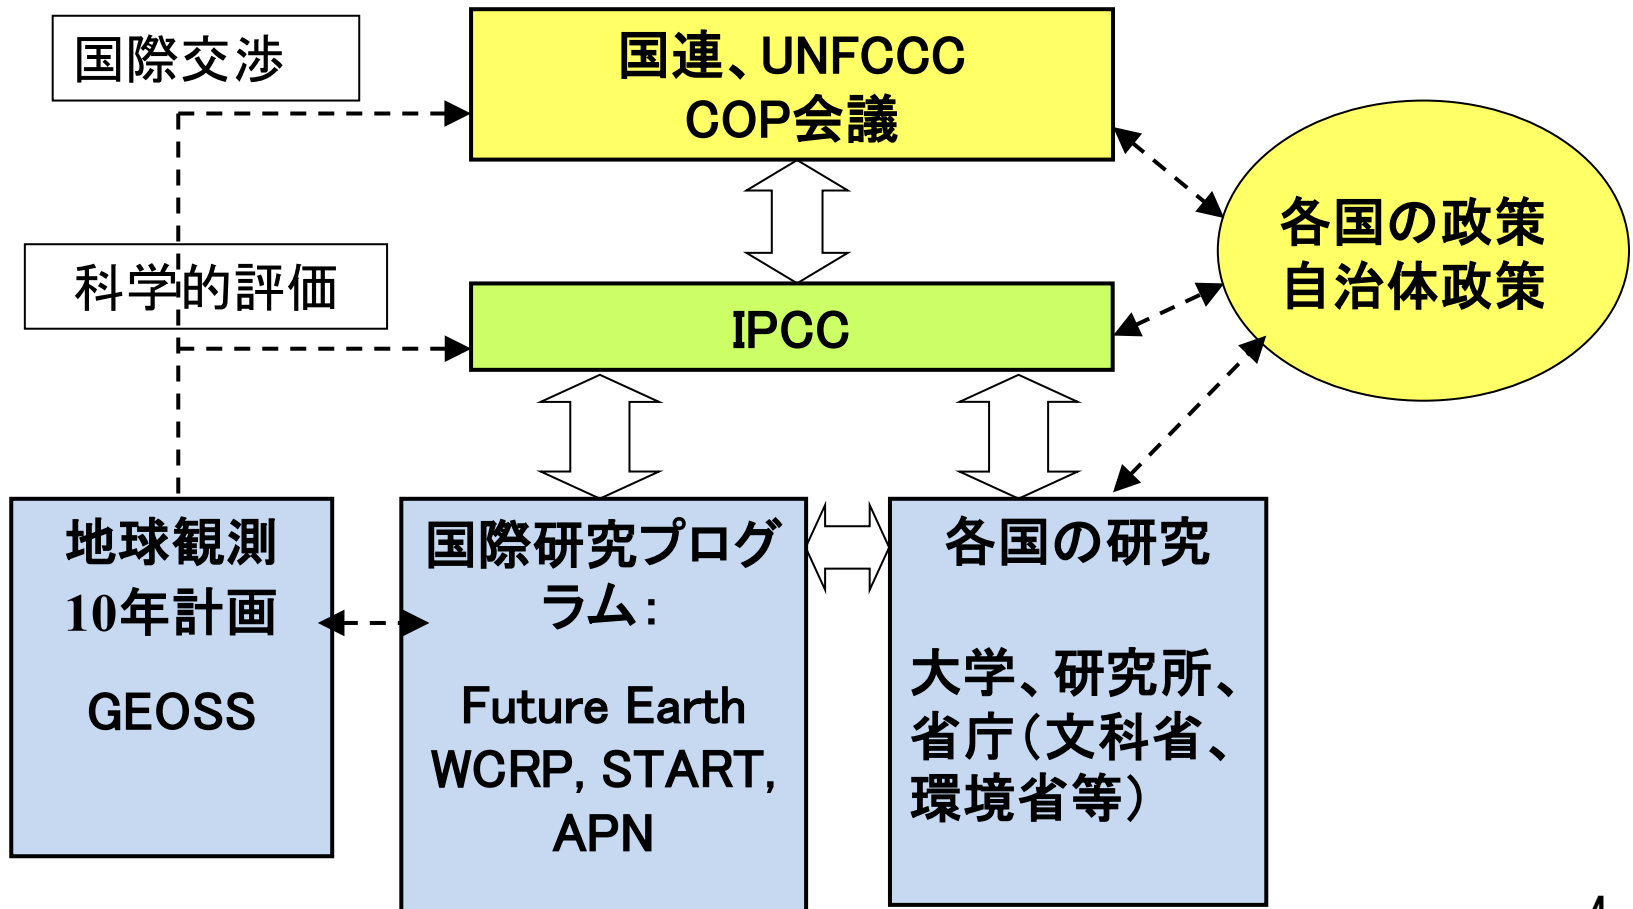 国際交渉
国連、UNFCCC
COP会議
各国の政策
自治体政策
科学的評価
IPCC
地球観測
10年計画
GEOSS
国際研究プログ
ラム：
Future Earth
WCRP, START,
APN
各国の研究
大学、研究所、
省庁（文科省、
環境省等）